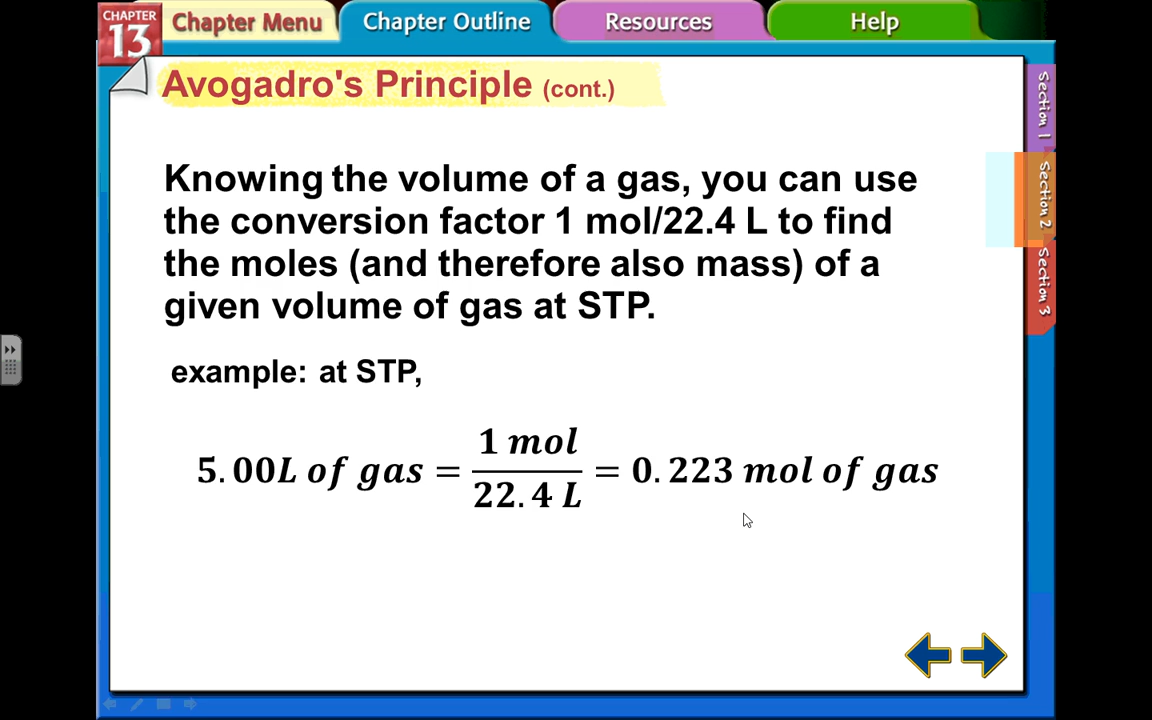 CHAPTER
13
Chapter Menu
Chapter Outline
Resources
Help
Avogadro's Principle (cont.)
Section 1
Section 2
Section 3
Knowing the volume of a gas, you can use
the conversion factor 1 mol/22.4 L to find
the moles (and therefore also mass) of a
given volume of gas at STP.
example: at STP,
5.00L of gas = 1 mol / 22.4 L = 0.223 mol of gas